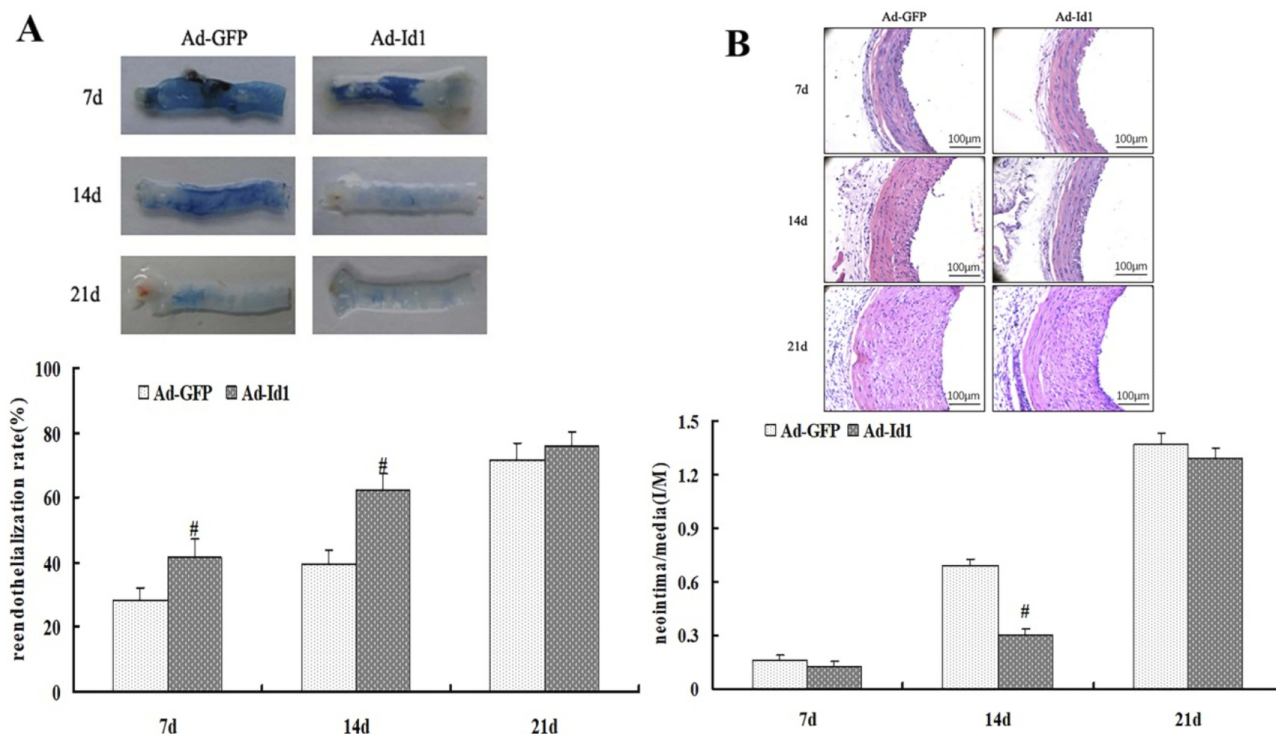 A
Ad-GFP Ad-Id1
7d
14d
21d
100
80
60
40
20
0
reendothelialization rate(%)
Ad-GFP Ad-Id1
#
#
7d 14d 21d
B
Ad-GFP Ad-Id1
7d
100μm 100μm
14d
100μm 100μm
21d
100μm 100μm
1.5
1.2
0.9
0.6
0.3
0
neointima/media(I/M)
Ad-GFP Ad-Id1
#
7d 14d 21d